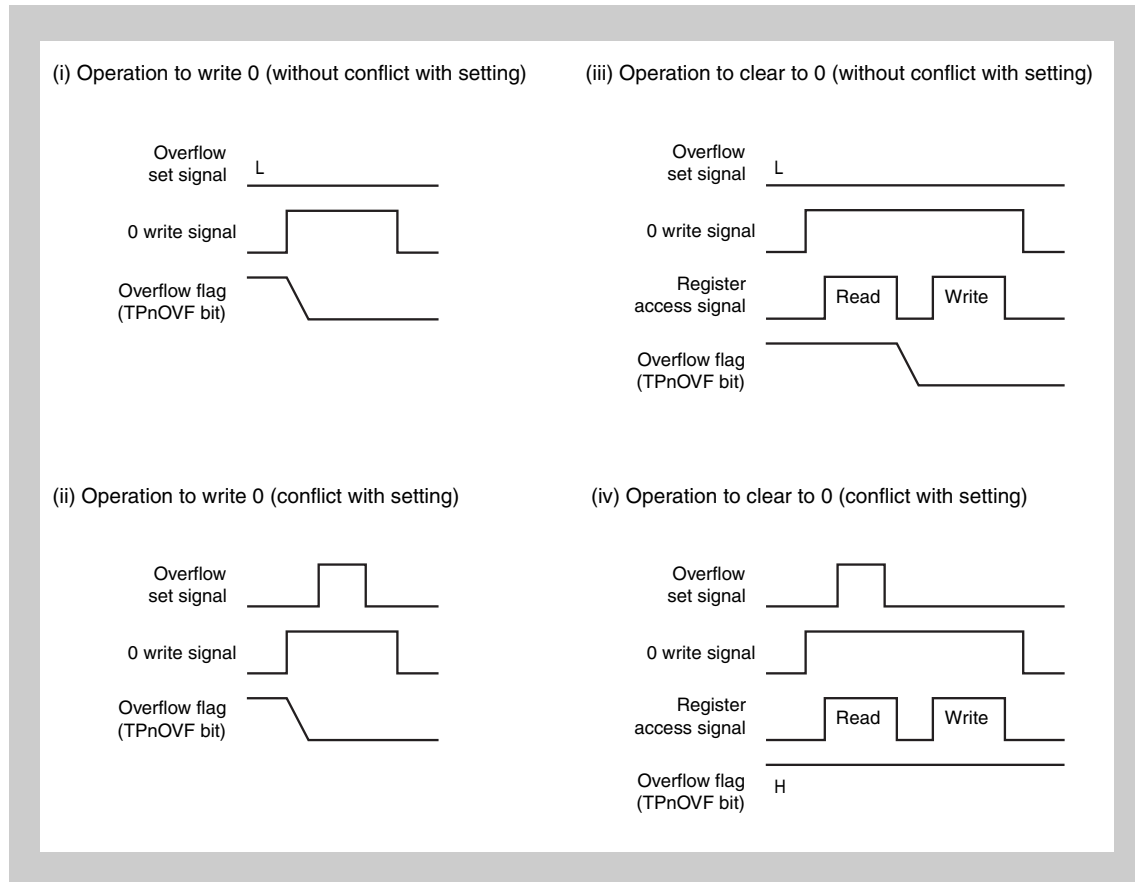 (i) Operation to write 0 (without conflict with setting)
Overflow
set signal
L
0 write signal
Overflow flag
(TPnOVF bit)
(iii) Operation to clear to 0 (without conflict with setting)
Overflow
set signal
L
0 write signal
Register
access signal
Read
Write
Overflow flag
(TPnOVF bit)
(ii) Operation to write 0 (conflict with setting)
Overflow
set signal
0 write signal
Overflow flag
(TPnOVF bit)
(iv) Operation to clear to 0 (conflict with setting)
Overflow
set signal
0 write signal
Register
access signal
Read
Write
Overflow flag
(TPnOVF bit)
H